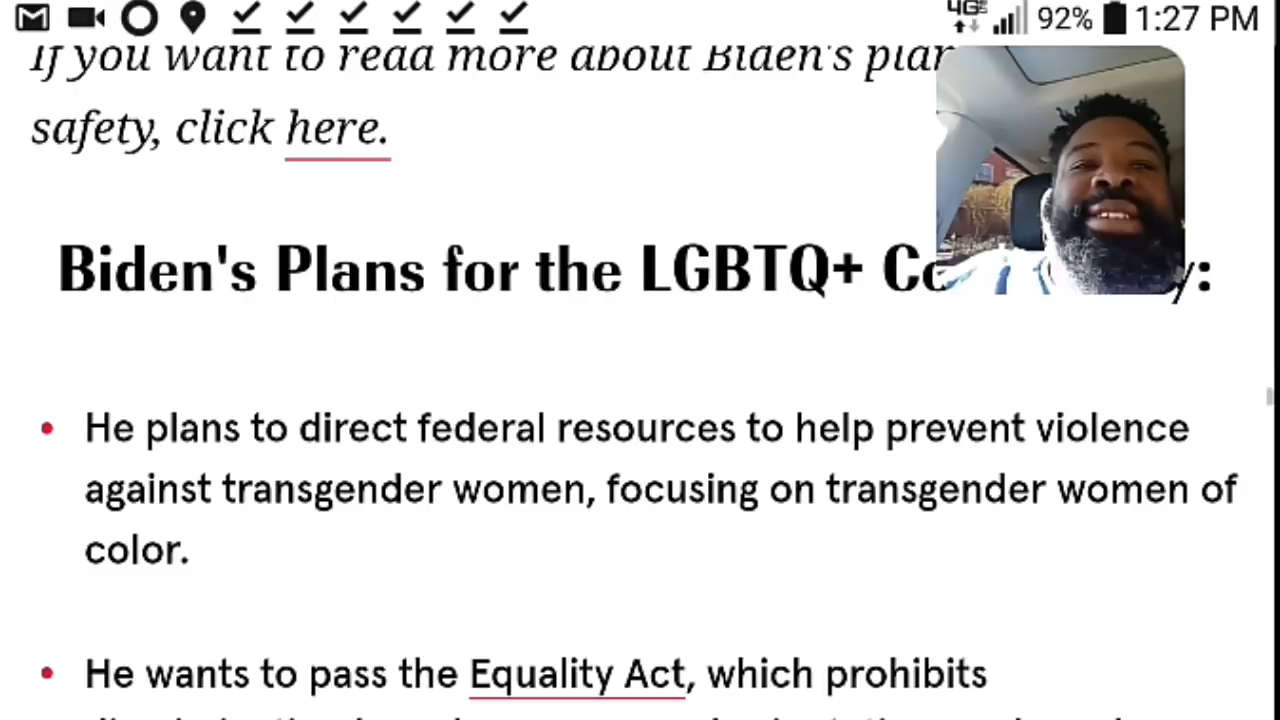 4G
92%
1:27 PM
If you want to read more about Biden's plan
safety, click here.
Biden's Plans for the LGBTQ+ Co y:
• He plans to direct federal resources to help prevent violence
against transgender women, focusing on transgender women of
color.
• He wants to pass the Equality Act, which prohibits